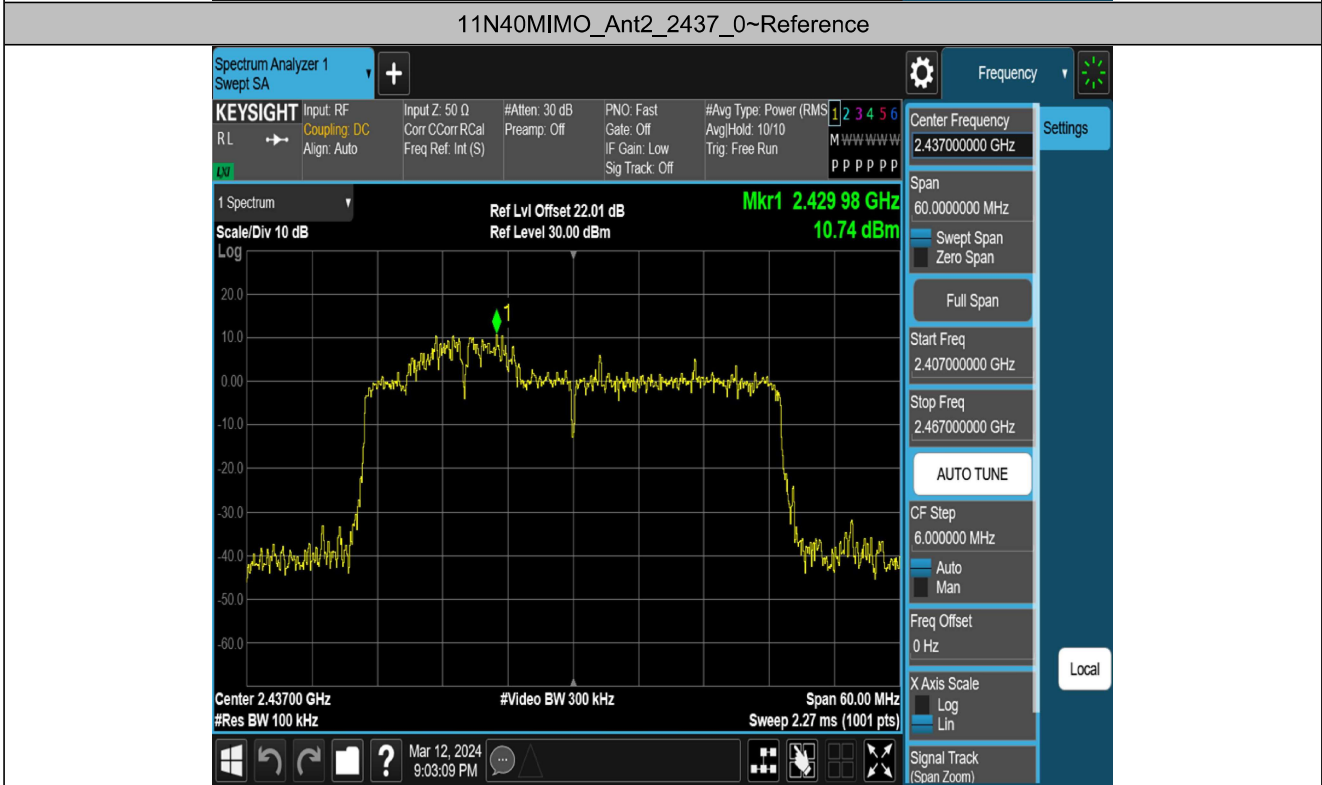 11N40MIMO_Ant2_2437_0~Reference
Spectrum Analyzer 1
Swept SA
+
Frequency
KEYSIGHT
RL
LXI
Input: RF
Coupling: DC
Align: Auto
Input Z: 50 Ω
Corr CCorr RCal
Freq Ref: Int (S)
#Atten: 30 dB
Preamp: Off
PNO: Fast
Gate: Off
IF Gain: Low
Sig Track: Off
#Avg Type: Power (RMS
Avg|Hold: 10/10
Trig: Free Run
1 2 3 4 5 6
M W W W W W
P P P P P P
1 Spectrum
Scale/Div 10 dB
Log
Ref Lvl Offset 22.01 dB
Ref Level 30.00 dBm
Mkr1 2.429 98 GHz
10.74 dBm
20.0
10.0
0.00
-10.0
-20.0
-30.0
-40.0
-50.0
-60.0
1
Center 2.43700 GHz
#Res BW 100 kHz
#Video BW 300 kHz
Span 60.00 MHz
Sweep 2.27 ms (1001 pts)
Center Frequency
2.437000000 GHz
Settings
Span
60.0000000 MHz
Swept Span
Zero Span
Full Span
Start Freq
2.407000000 GHz
Stop Freq
2.467000000 GHz
AUTO TUNE
CF Step
6.000000 MHz
Auto
Man
Freq Offset
0 Hz
X Axis Scale
Log
Lin
Local
Signal Track
(Span Zoom)
?
Mar 12, 2024
9:03:09 PM